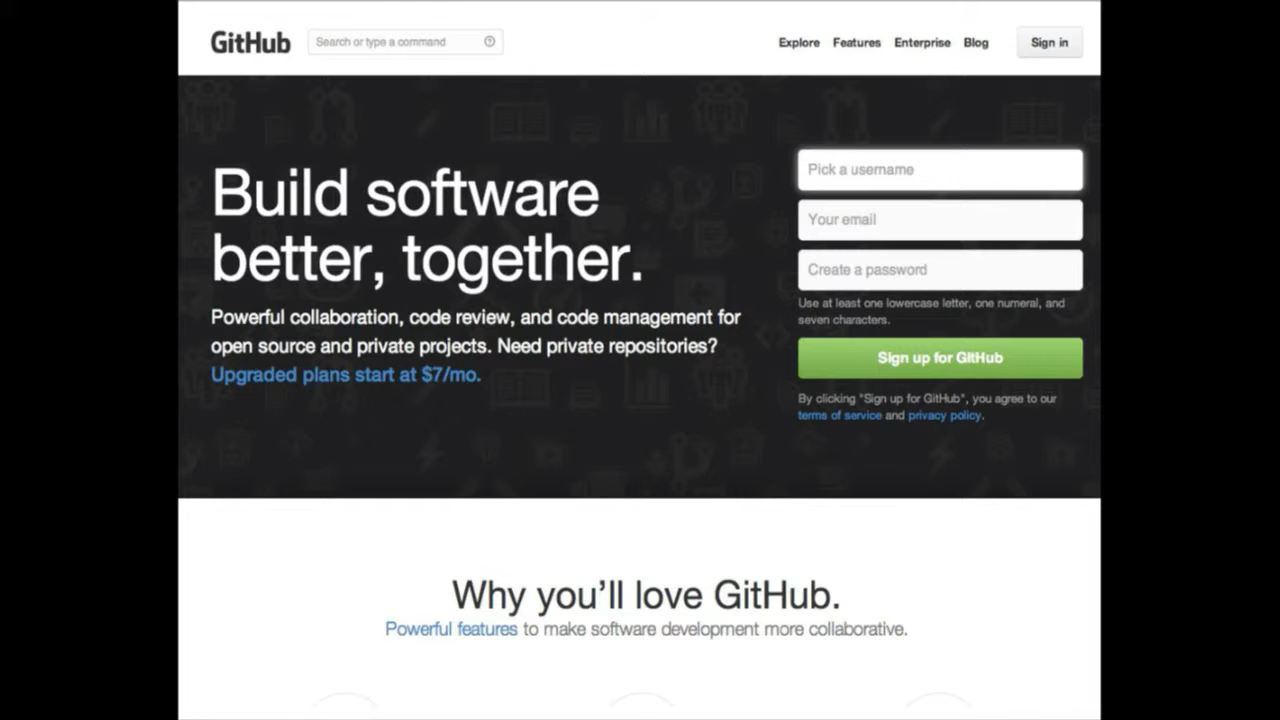 GitHub
Search or type a command
Explore Features Enterprise Blog Sign in
Build software
better, together.
Powerful collaboration, code review, and code management for
open source and private projects. Need private repositories?
Upgraded plans start at $7/mo.
Pick a username
Your email
Create a password
Use at least one lowercase letter, one numeral, and
seven characters.
Sign up for GitHub
By clicking "Sign up for GitHub", you agree to our
terms of service and privacy policy.
Why you’ll love GitHub.
Powerful features to make software development more collaborative.